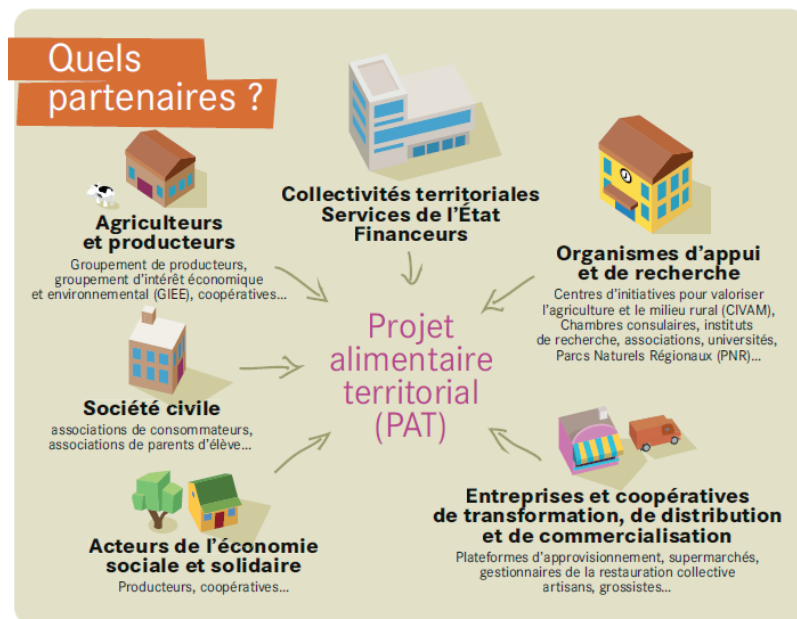 Quels
partenaires ?
Collectivités territoriales
Services de l'État
Financeurs
Agriculteurs
et producteurs
Groupement de producteurs,
groupement d'intérêt économique
et environnemental (GIEE), coopératives...
Organismes d'appui
et de recherche
Centres d'initiatives pour valoriser
l'agriculture et le milieu rural (CIVAM),
Chambres consulaires, instituts
de recherche, associations, universités,
Parcs Naturels Régionaux (PNR)...
Projet
alimentaire
territorial
(PAT)
Société civile
associations de consommateurs,
associations de parents d'élève...
Acteurs de l'économie
sociale et solidaire
Producteurs, coopératives...
Entreprises et coopératives
de transformation, de distribution
et de commercialisation
Plateformes d'approvisionnement, supermarchés,
gestionnaires de la restauration collective
artisans, grossistes...